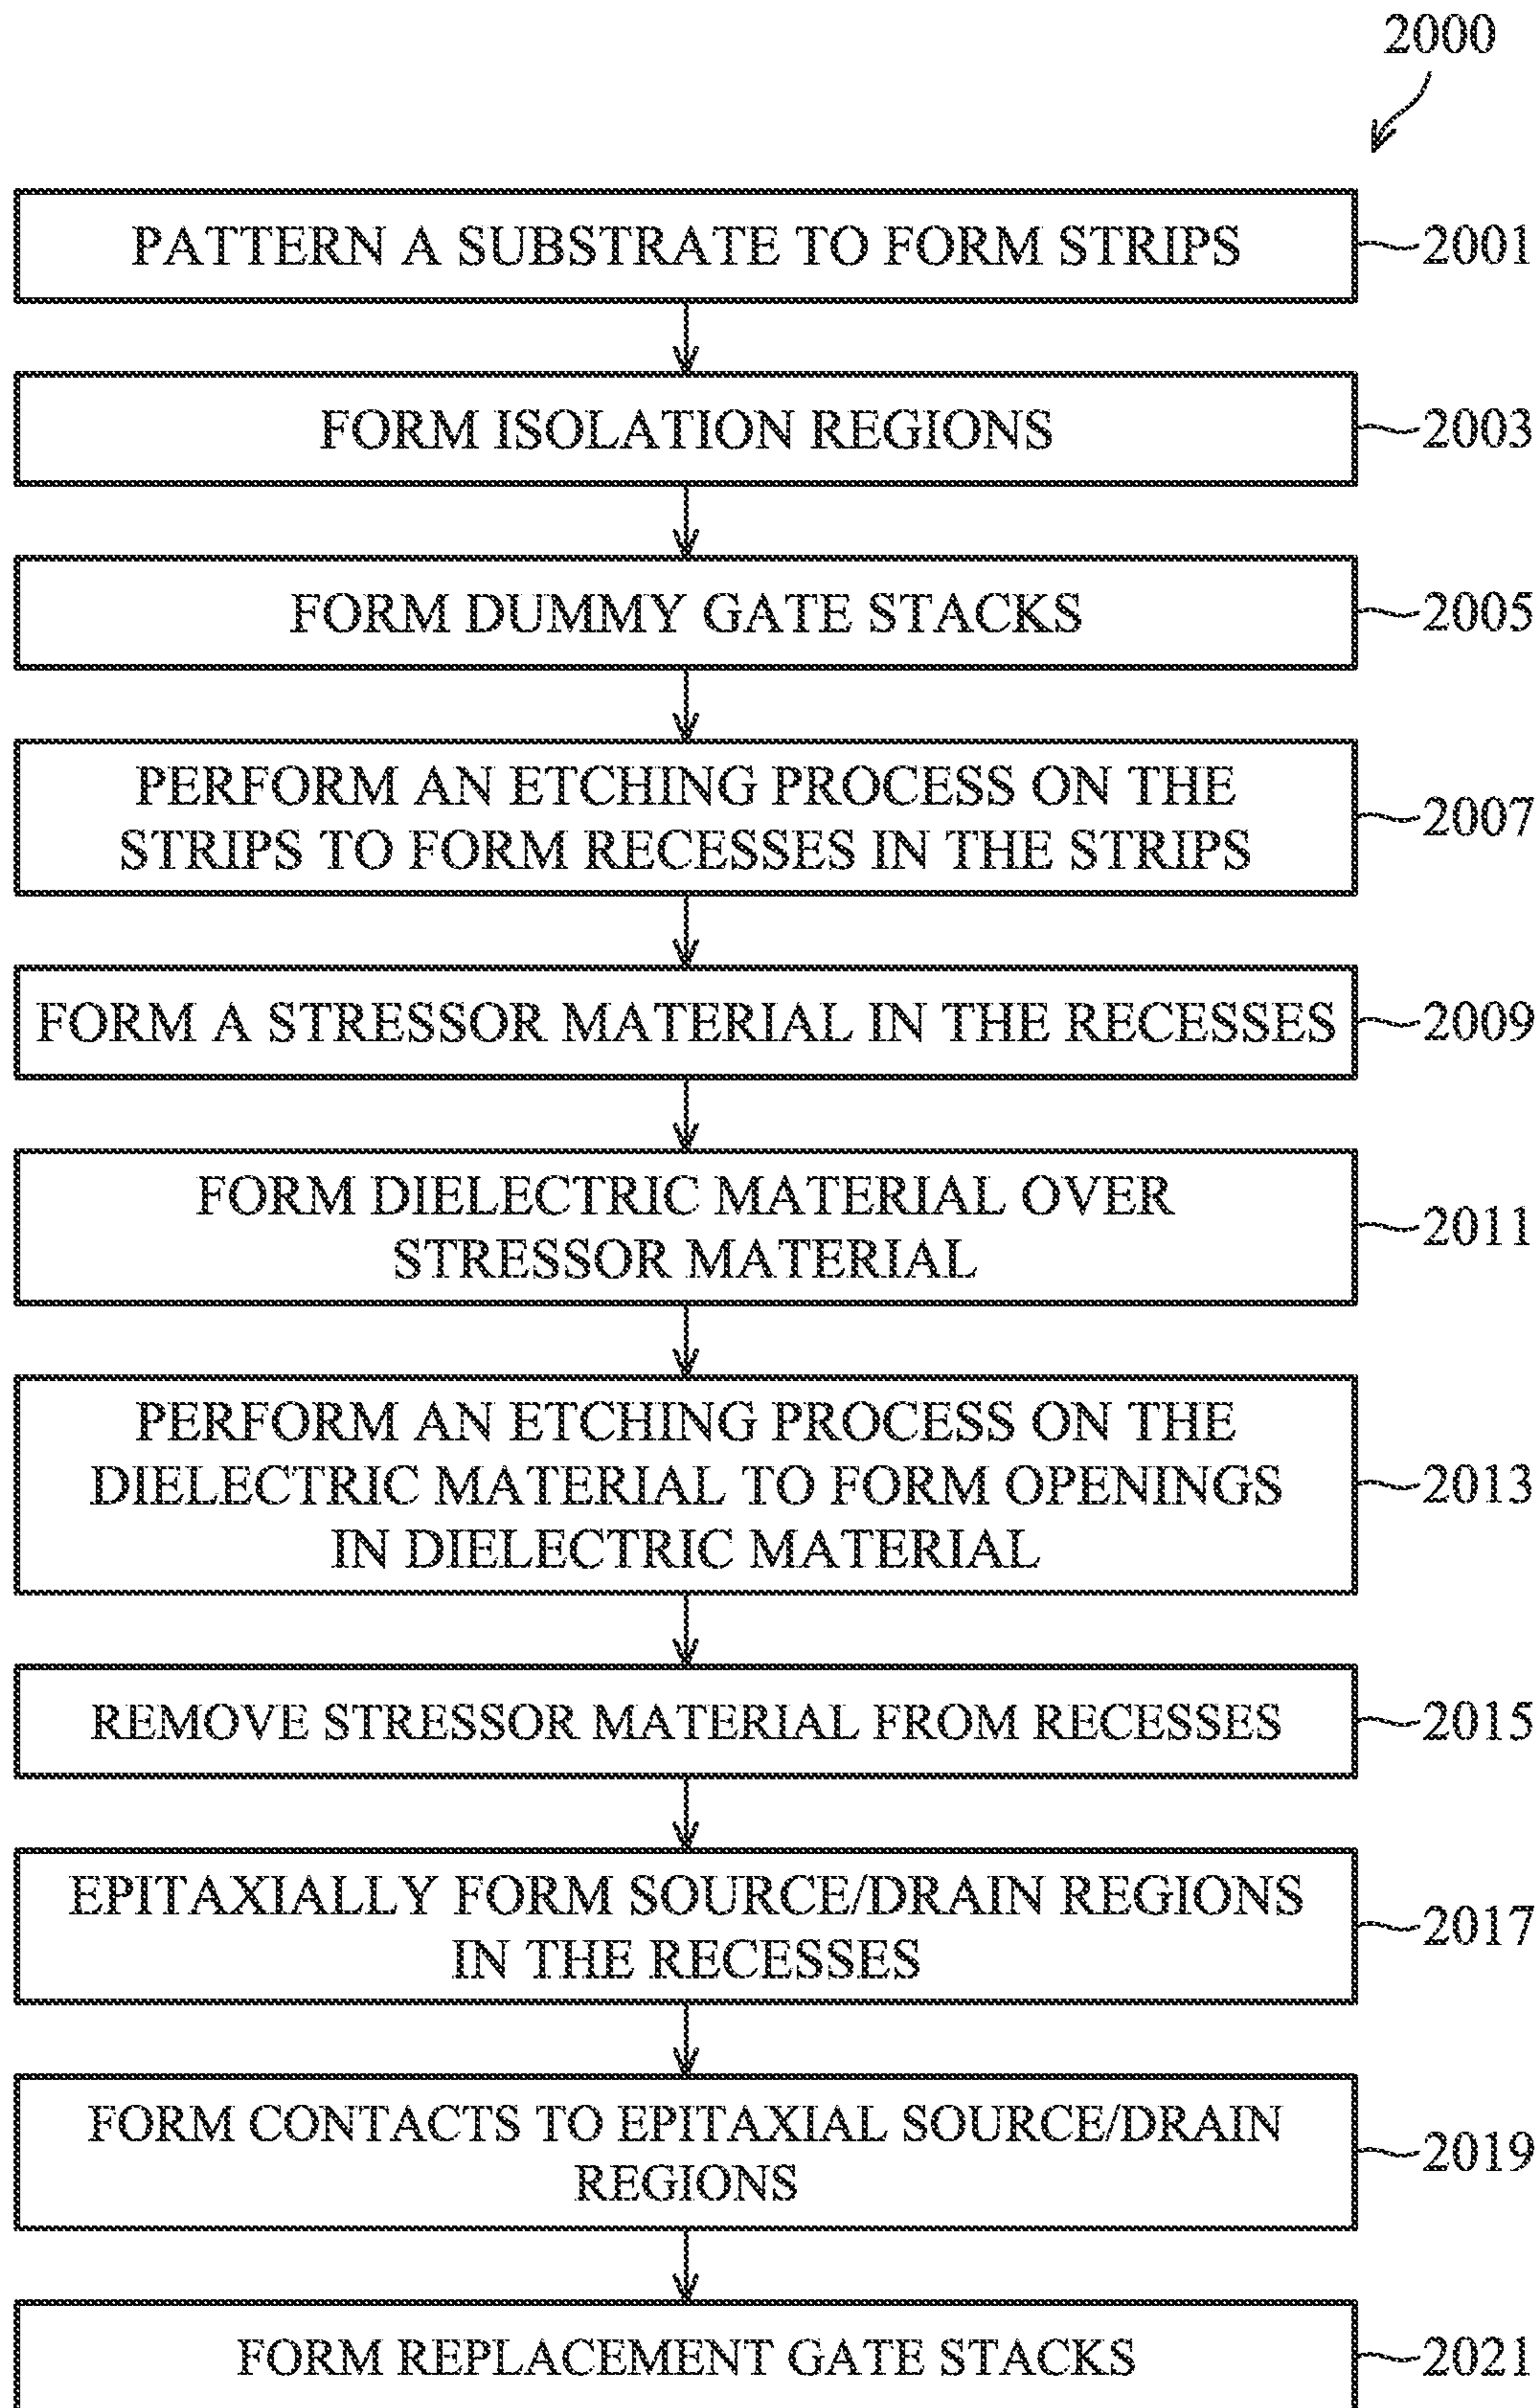 2000
PATTERN A SUBSTRATE TO FORM STRIPS
2001
FORM ISOLATION REGIONS
2003
FORM DUMMY GATE STACKS
2005
PERFORM AN ETCHING PROCESS ON THE
STRIPS TO FORM RECESSES IN THE STRIPS
2007
FORM A STRESSOR MATERIAL IN THE RECESSES
2009
FORM DIELECTRIC MATERIAL OVER
STRESSOR MATERIAL
2011
PERFORM AN ETCHING PROCESS ON THE
DIELECTRIC MATERIAL TO FORM OPENINGS
IN DIELECTRIC MATERIAL
2013
REMOVE STRESSOR MATERIAL FROM RECESSES
2015
EPITAXIALLY FORM SOURCE/DRAIN REGIONS
IN THE RECESSES
2017
FORM CONTACTS TO EPITAXIAL SOURCE/DRAIN
REGIONS
2019
FORM REPLACEMENT GATE STACKS
2021